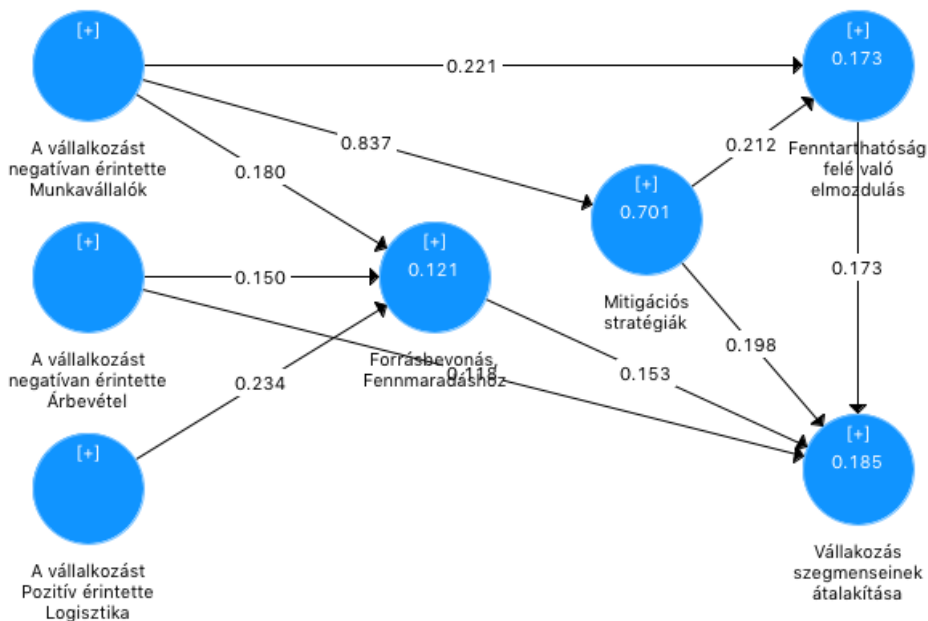 [+]
A vállalkozást
negatívan érintette
Munkavállalók
0.221
0.837
0.180
[+]
0.173
Fenntarthatóság
felé való
elmozdulás
0.212
[+]
0.701
Mitigációs
stratégiák
[+]
A vállalkozást
negatívan érintette
Árbevétel
0.150
0.118
[+]
0.121
Forrásbevonás,
Fennmaradáshoz
0.173
0.198
0.153
0.234
[+]
A vállalkozást
Pozitív érintette
Logisztika
[+]
0.185
Vállakozás
szegmenseinek
átalakítása